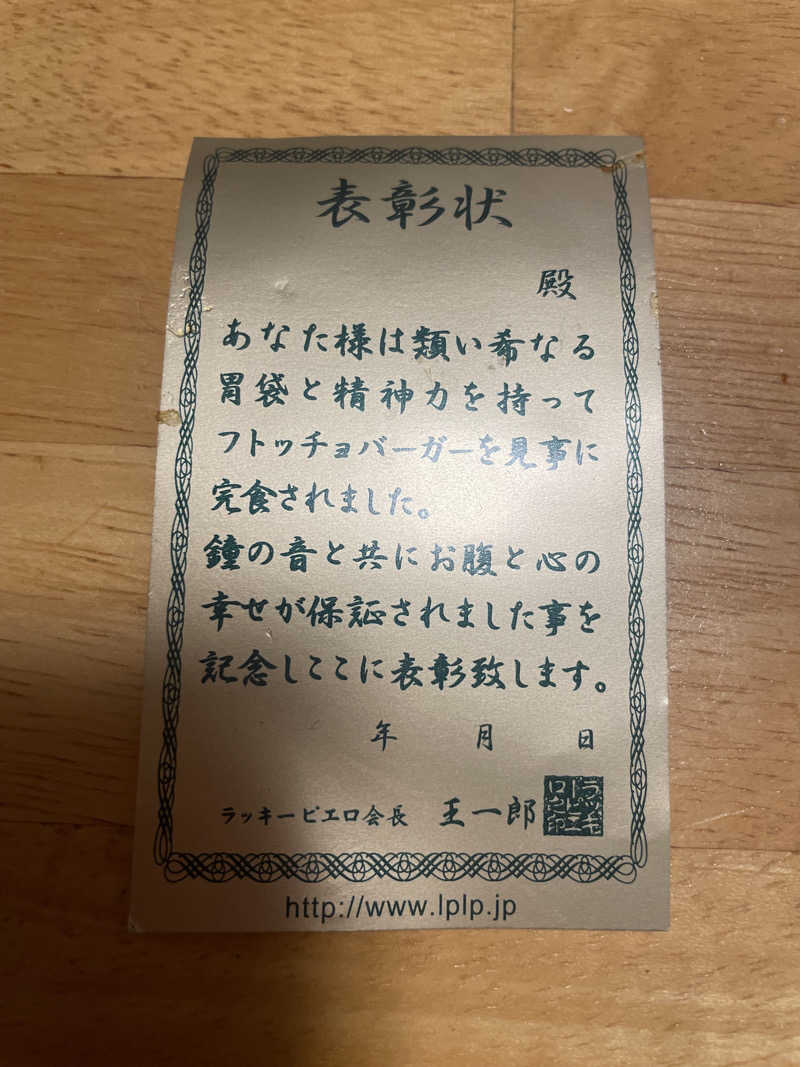 表彰状
殿
あなた様は類い希なる
胃袋と精神力を持って
フトッチョバーガーを見事に
完食されました。
鐘の音と共にお腹と心の
幸せが保証されました事を
記念しここに表彰致します。
年 月 日
ラッキーピエロ会長 王一郎
http://www.lplp.jp